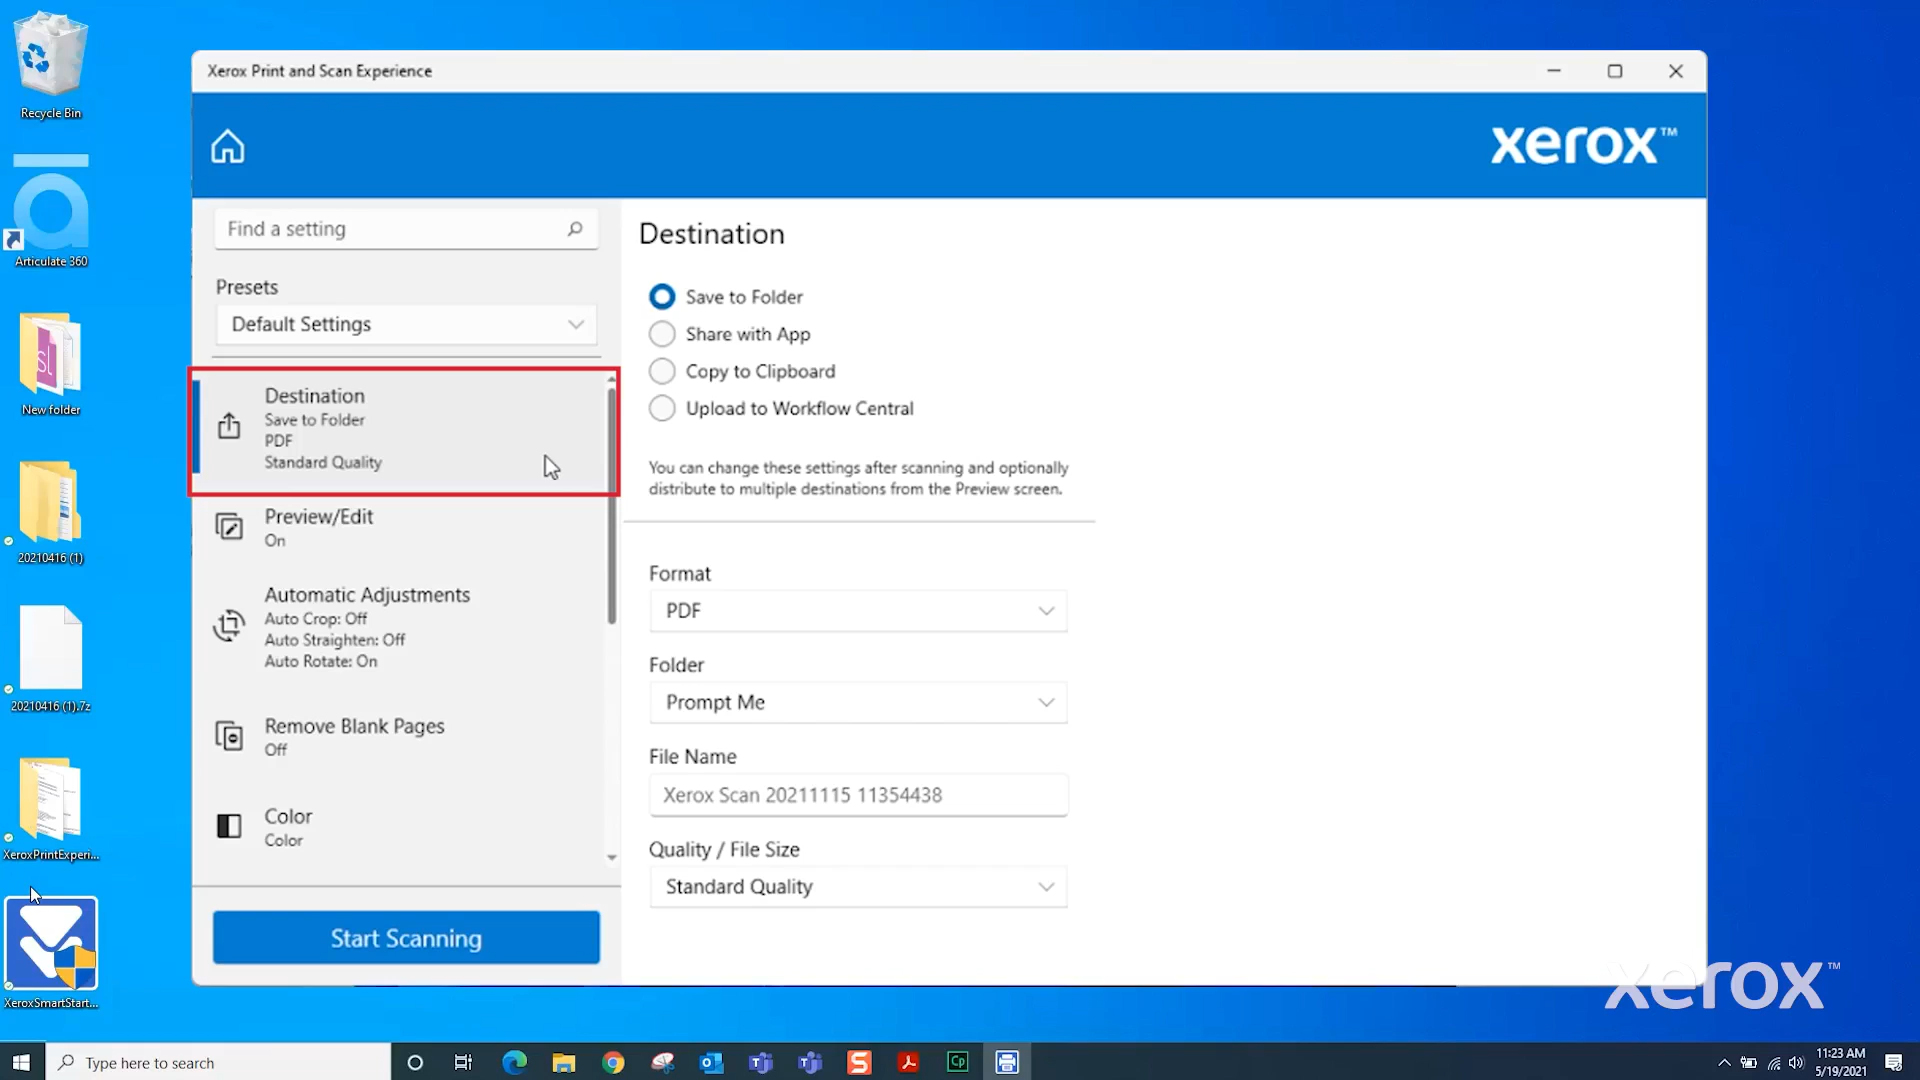 Recycle Bin
Articulate 360
New folder
20210416 (1)
20210416 (1).7z
XeroxPrintExperi...
XeroxSmartStart...
Xerox Print and Scan Experience
xerox™
Find a setting
Presets
Default Settings
Destination
Save to Folder
PDF
Standard Quality
Preview/Edit
On
Automatic Adjustments
Auto Crop: Off
Auto Straighten: Off
Auto Rotate: On
Remove Blank Pages
Off
Color
Color
Start Scanning
Destination
Save to Folder
Share with App
Copy to Clipboard
Upload to Workflow Central
You can change these settings after scanning and optionally
distribute to multiple destinations from the Preview screen.
Format
PDF
Folder
Prompt Me
File Name
Xerox Scan 20211115 11354438
Quality / File Size
Standard Quality
xerox™
Type here to search
11:23 AM
5/19/2021